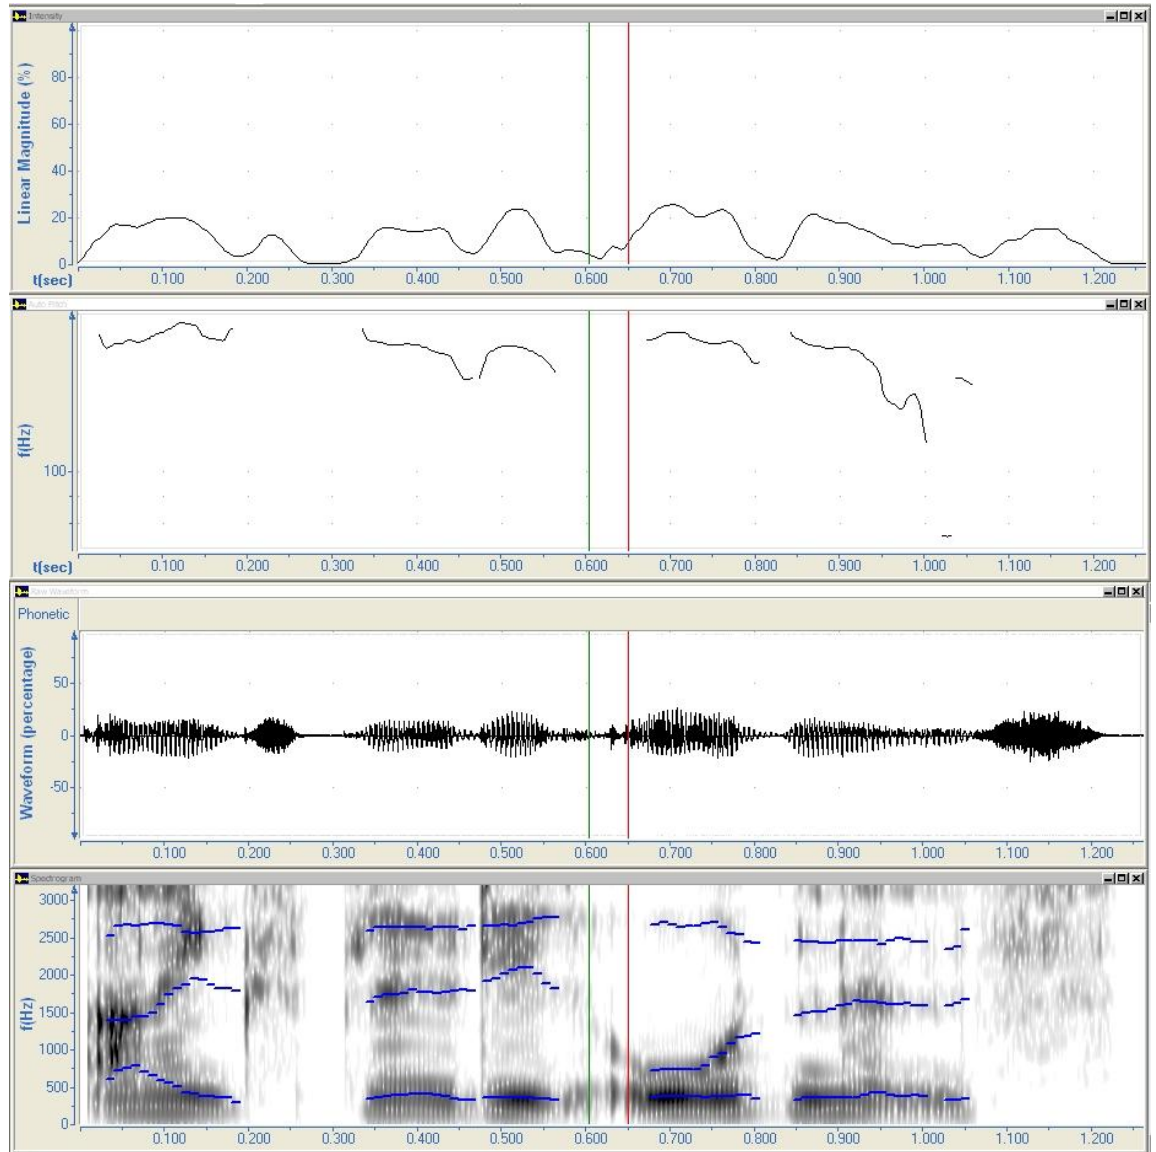 Intensity
Linear Magnitude (%)
80
60
40
20
0
t(sec)
0.100 0.200 0.300 0.400 0.500 0.600 0.700 0.800 0.900 1.000 1.100 1.200
Auto Pitch
f(Hz)
100
t(sec)
0.100 0.200 0.300 0.400 0.500 0.600 0.700 0.800 0.900 1.000 1.100 1.200
Raw Waveform
Phonetic
Waveform (percentage)
50
0
-50
0.100 0.200 0.300 0.400 0.500 0.600 0.700 0.800 0.900 1.000 1.100 1.200
Spectrogram
f(Hz)
3000
2500
2000
1500
1000
500
0
0.100 0.200 0.300 0.400 0.500 0.600 0.700 0.800 0.900 1.000 1.100 1.200